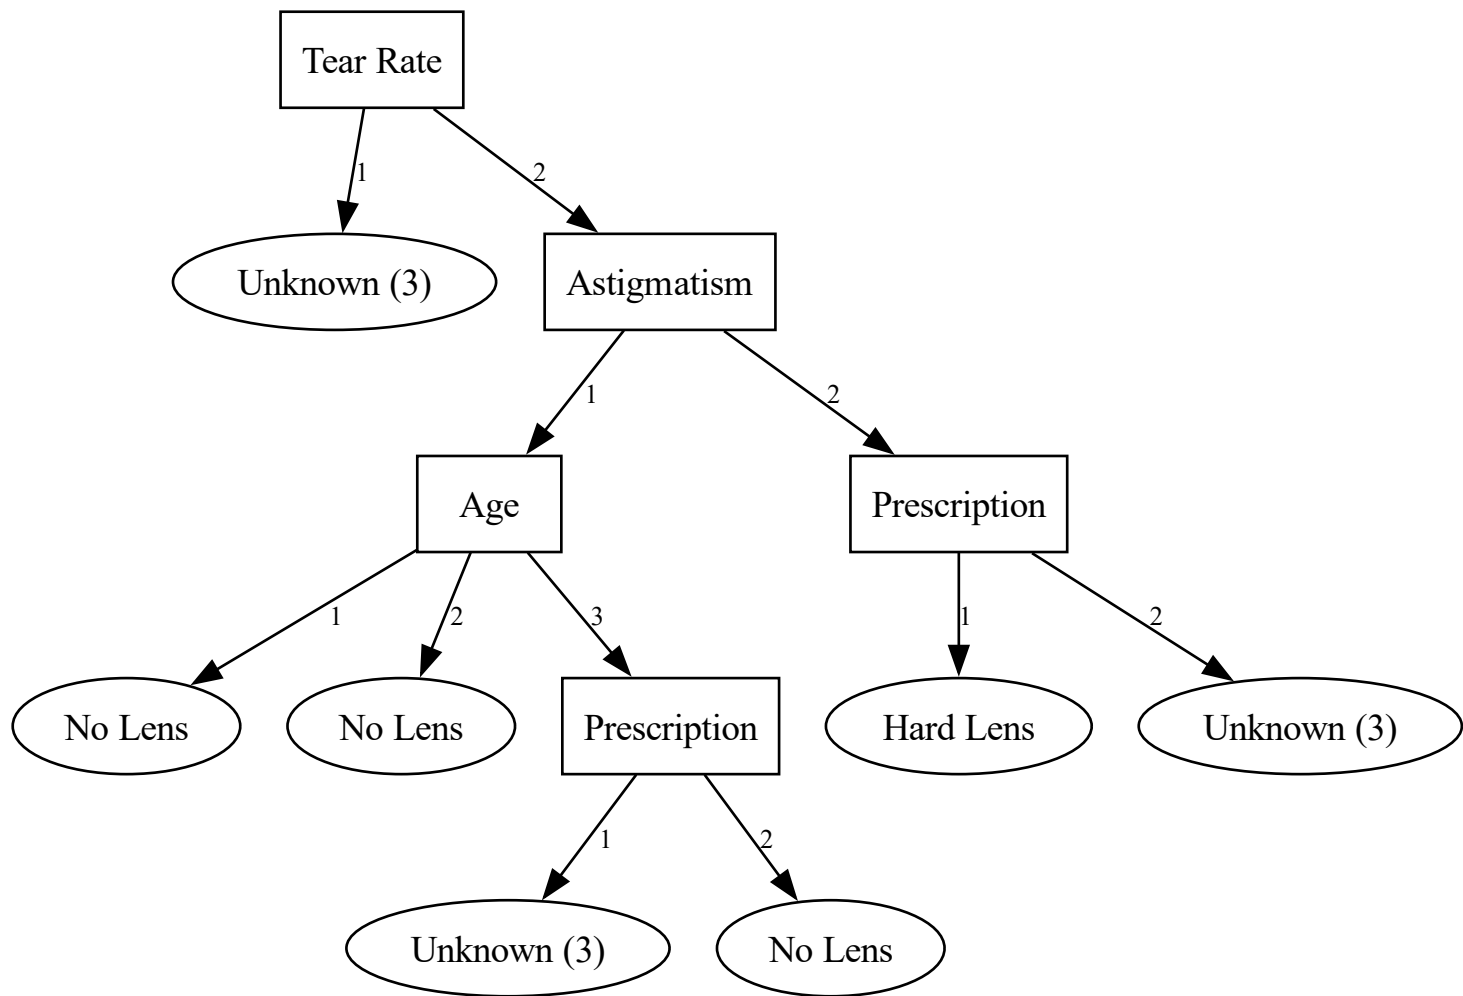 Tear Rate
1
2
Unknown (3)
Astigmatism
1
2
Age
Prescription
1
2
3
1
2
No Lens
No Lens
Prescription
Hard Lens
Unknown (3)
1
2
Unknown (3)
No Lens